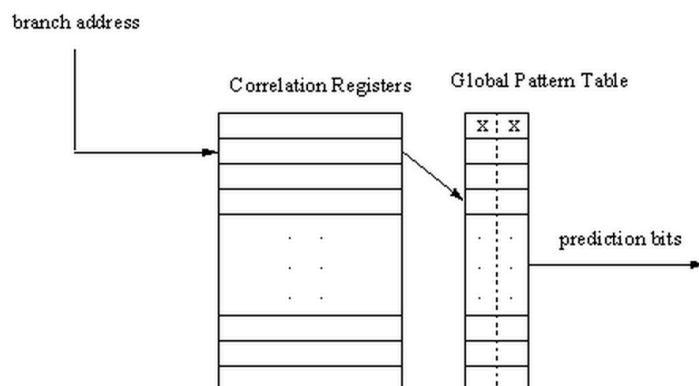 branch address
Correlation Registers
Global Pattern Table
X X
prediction bits